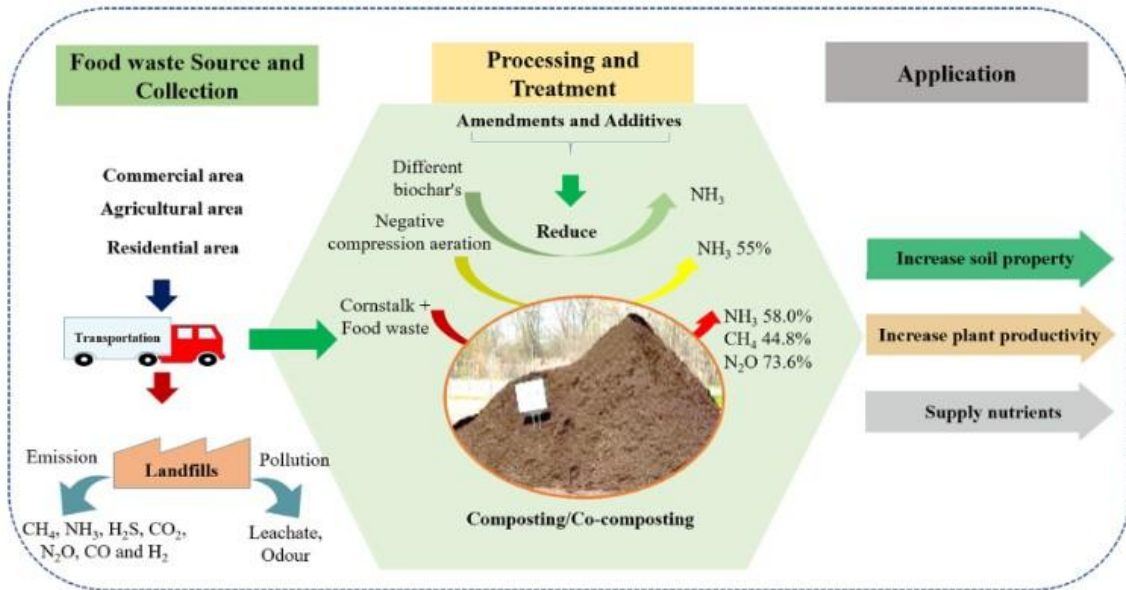 Food waste Source and
Collection
Commercial area
Agricultural area
Residential area
Transportation
Emission
Landfills
Pollution
CH₄, NH₃, H₂S, CO₂,
N₂O, CO and H₂
Leachate,
Odour
Processing and
Treatment
Amendments and Additives
Different
biochar's
Reduce
NH₃
Negative
compression aeration
NH₃ 55%
Cornstalk +
Food waste
NH₃ 58.0%
CH₄ 44.8%
N₂O 73.6%
Composting/Co-composting
Application
Increase soil property
Increase plant productivity
Supply nutrients